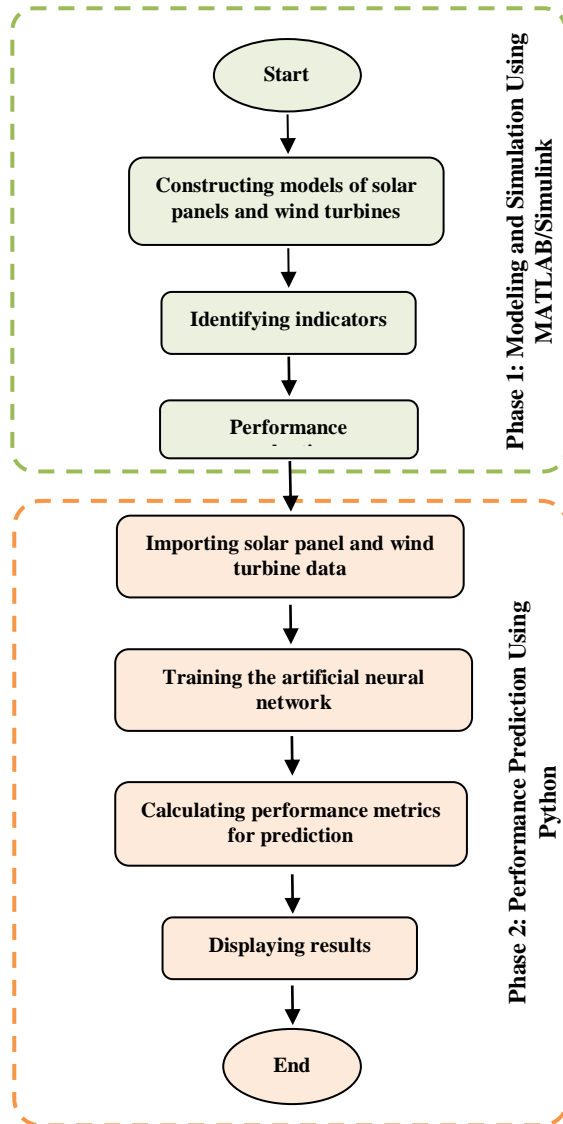 Start
Constructing models of solar
panels and wind turbines
Identifying indicators
Performance
Phase 1: Modeling and Simulation Using
MATLAB/Simulink
Importing solar panel and wind
turbine data
Training the artificial neural
network
Calculating performance metrics
for prediction
Displaying results
End
Phase 2: Performance Prediction Using
Python